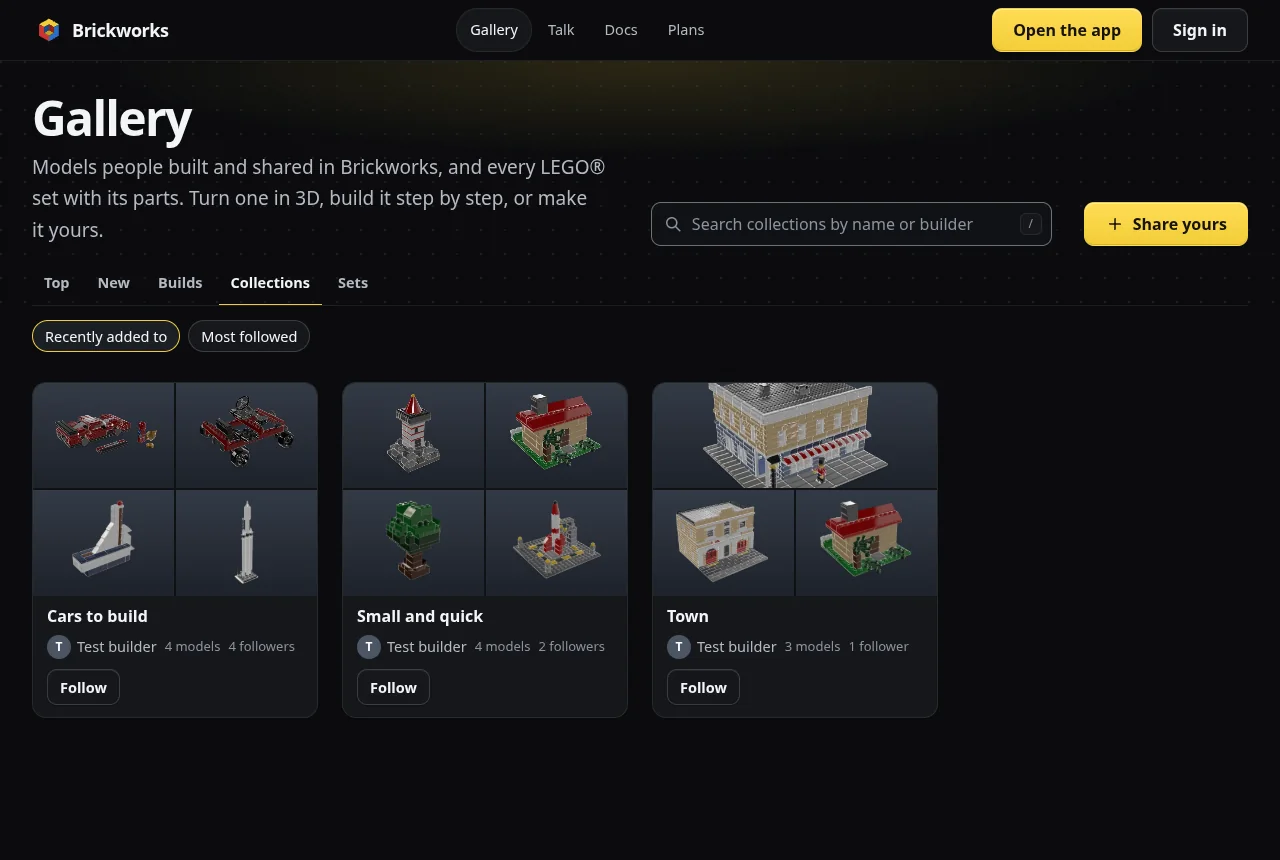 Brickworks
Gallery
Talk
Docs
Plans
Open the app
Sign in
Gallery
Models people built and shared in Brickworks, and every LEGO®
set with its parts. Turn one in 3D, build it step by step, or make
it yours.
Search collections by name or builder
/
+ Share yours
Top
New
Builds
Collections
Sets
Recently added to
Most followed
Cars to build
T Test builder 4 models 4 followers
Follow
Small and quick
T Test builder 4 models 2 followers
Follow
Town
T Test builder 3 models 1 follower
Follow